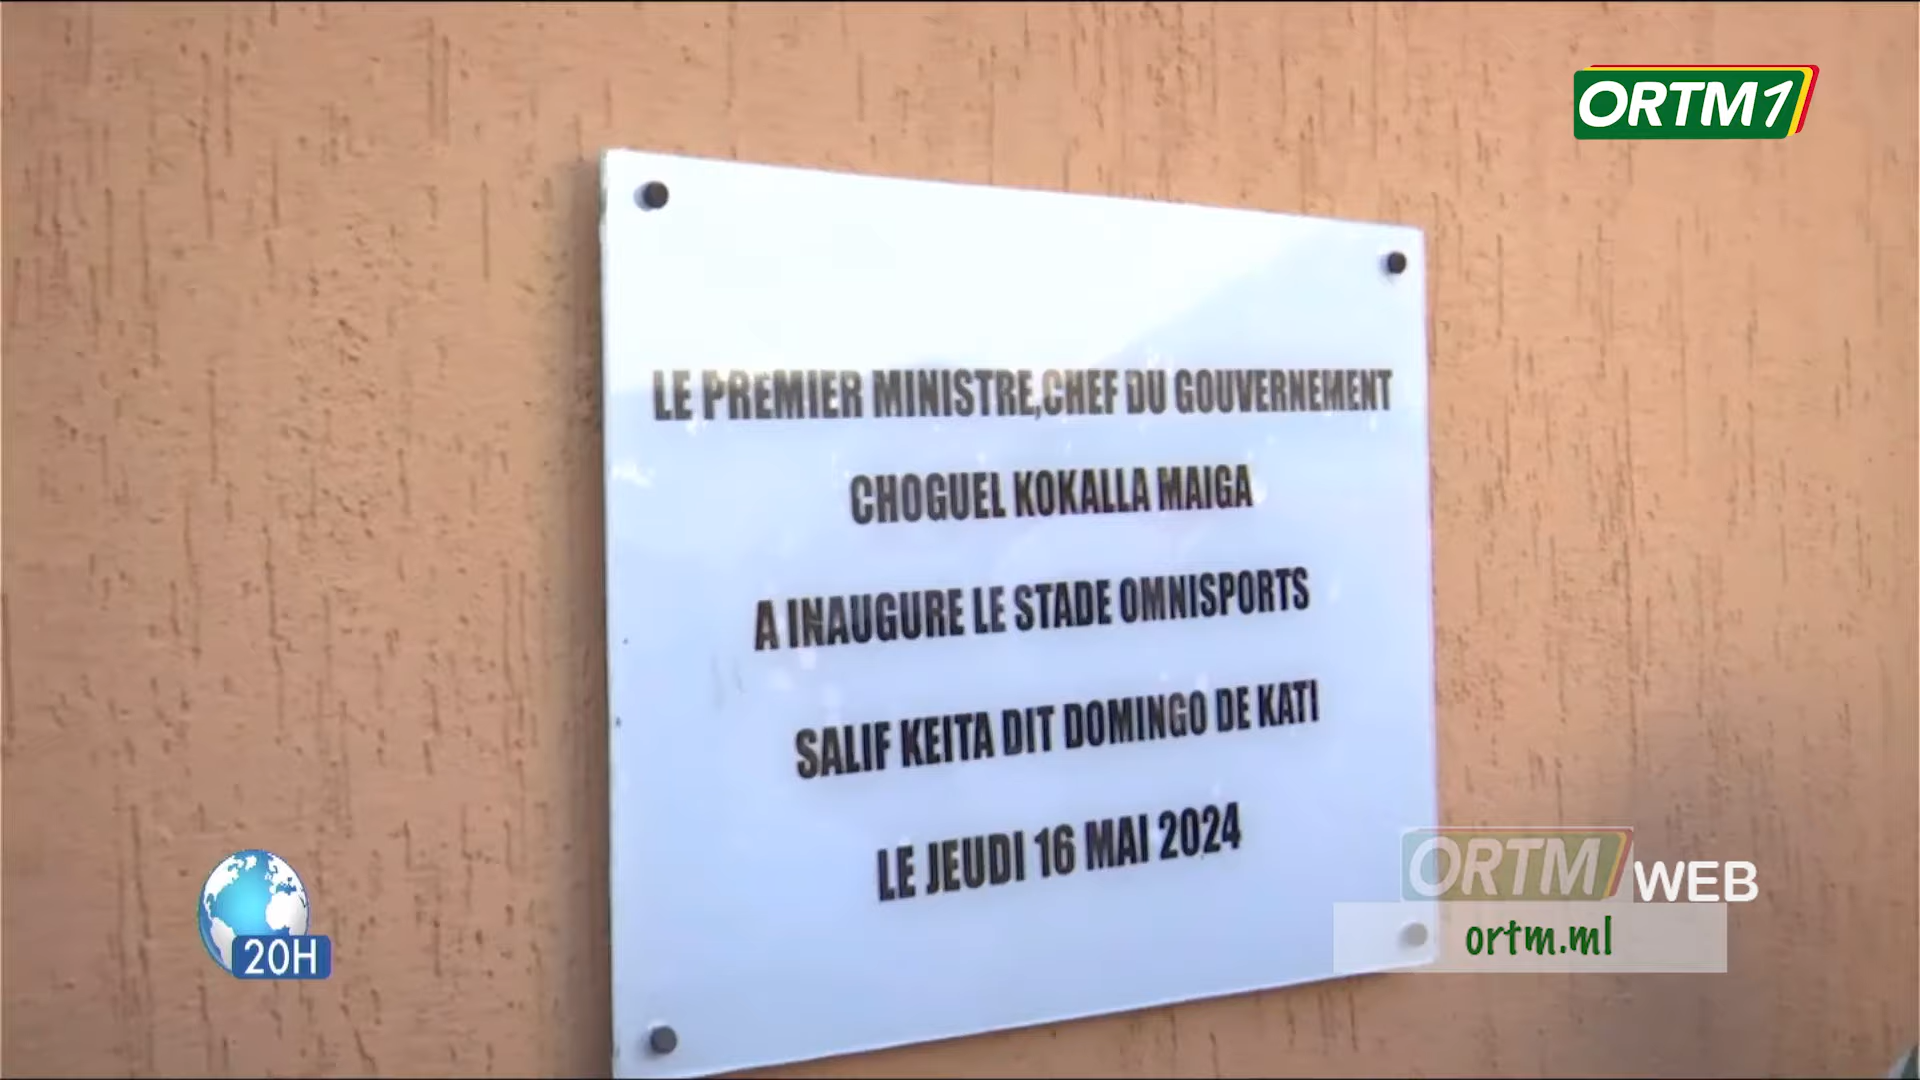 ORTM1
LE PREMIER MINISTRE,CHEF DU GOUVERNEMENT
CHOGUEL KOKALLA MAIGA
A INAUGURE LE STADE OMNISPORTS
SALIF KEITA DIT DOMINGO DE KATI
LE JEUDI 16 MAI 2024
ORTM WEB
ortm.ml
20H